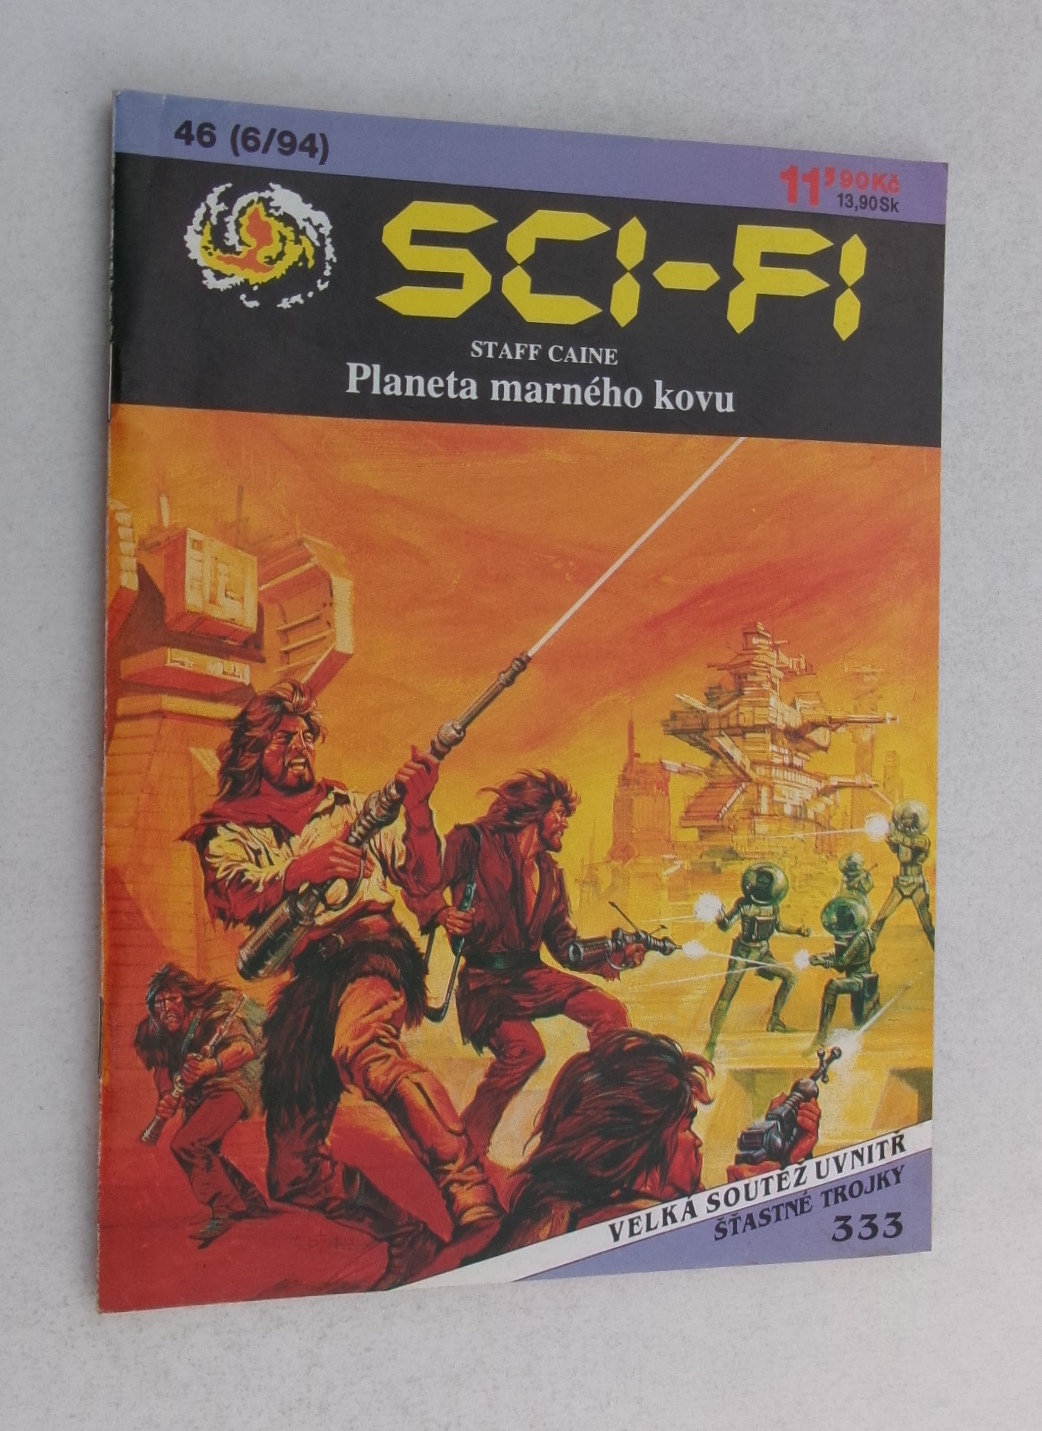 46 (6/94)
11’90Kč
13,90Sk
SCI-FI
STAFF CAINE
Planeta marného kovu
VELKÁ SOUTĚŽ UVNITŘ
ŠŤASTNÉ TROJKY
333